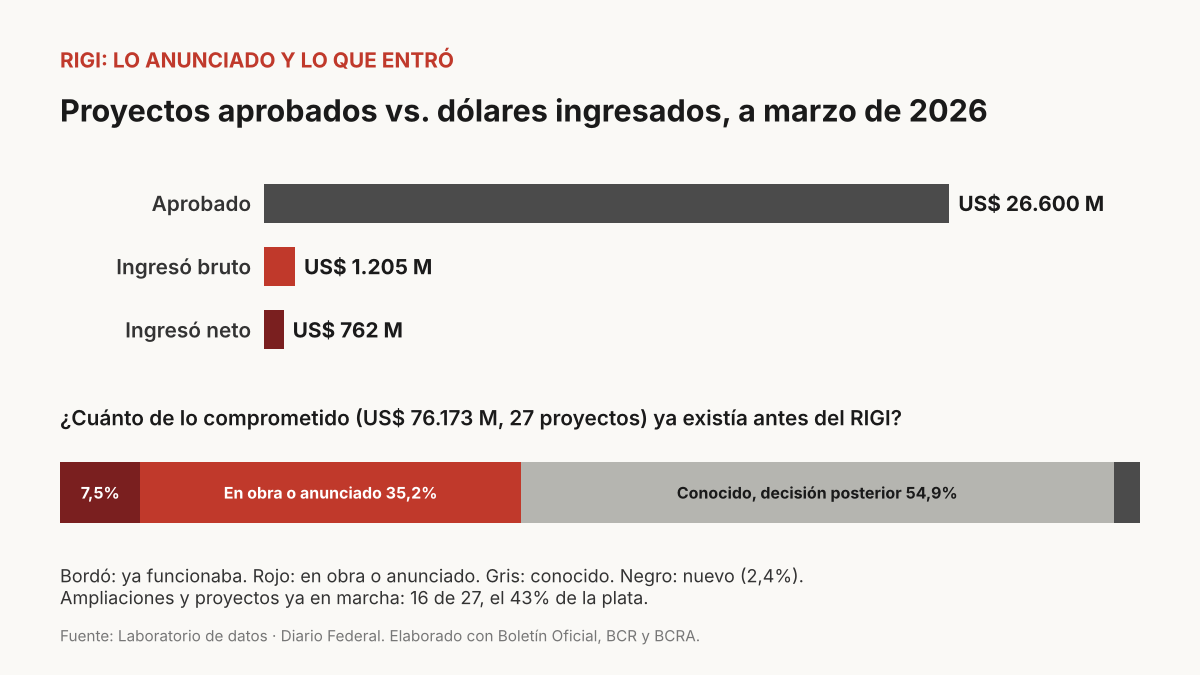 RIGI: LO ANUNCIADO Y LO QUE ENTRÓ
Proyectos aprobados vs. dólares ingresados, a marzo de 2026
Aprobado US$ 26.600 M
Ingresó bruto US$ 1.205 M
Ingresó neto US$ 762 M
¿Cuánto de lo comprometido (US$ 76.173 M, 27 proyectos) ya existía antes del RIGI?
7,5% En obra o anunciado 35,2% Conocido, decisión posterior 54,9%
Bordó: ya funcionaba. Rojo: en obra o anunciado. Gris: conocido. Negro: nuevo (2,4%).
Ampliaciones y proyectos ya en marcha: 16 de 27, el 43% de la plata.
Fuente: Laboratorio de datos · Diario Federal. Elaborado con Boletín Oficial, BCR y BCRA.